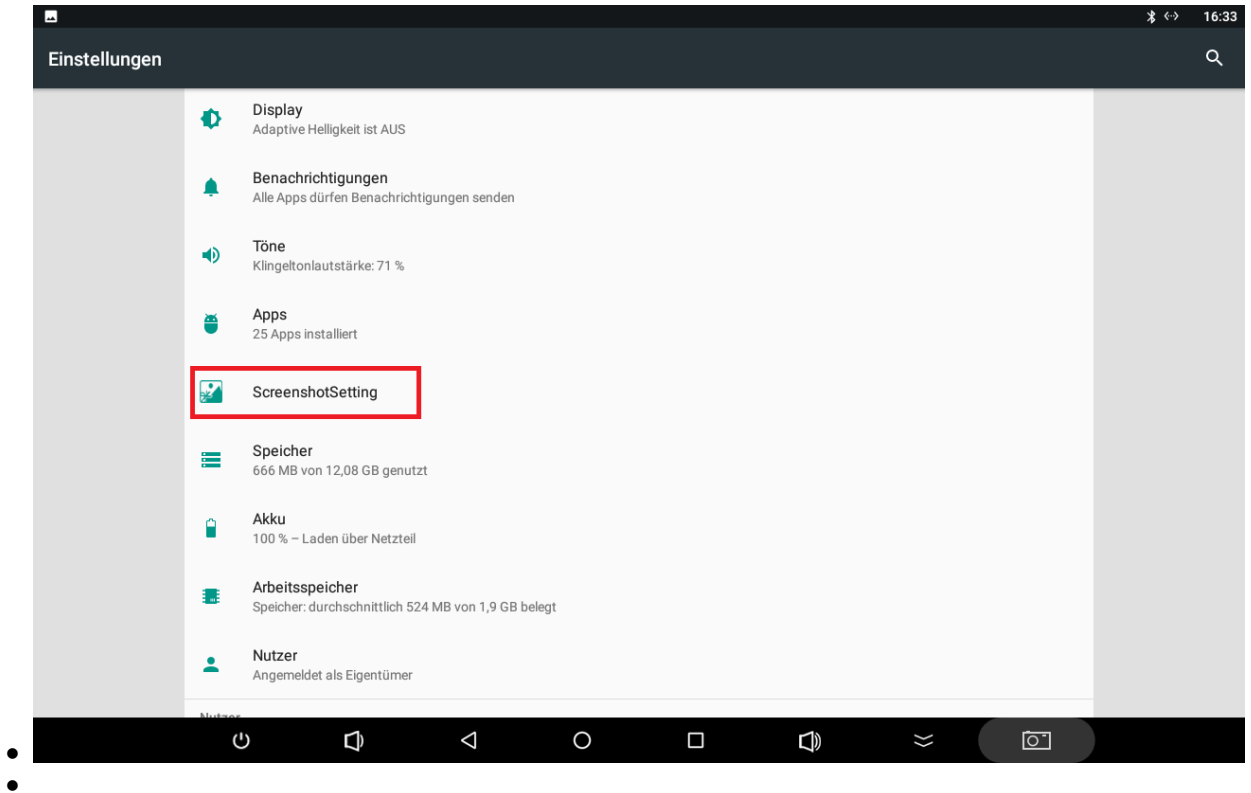 16:33
Einstellungen
Display
Adaptive Helligkeit ist AUS
Benachrichtigungen
Alle Apps dürfen Benachrichtigungen senden
Töne
Klingeltonlautstärke: 71 %
Apps
25 Apps installiert
ScreenshotSetting
Speicher
666 MB von 12,08 GB genutzt
Akku
100 % – Laden über Netzteil
Arbeitsspeicher
Speicher: durchschnittlich 524 MB von 1,9 GB belegt
Nutzer
Angemeldet als Eigentümer
Nutzer